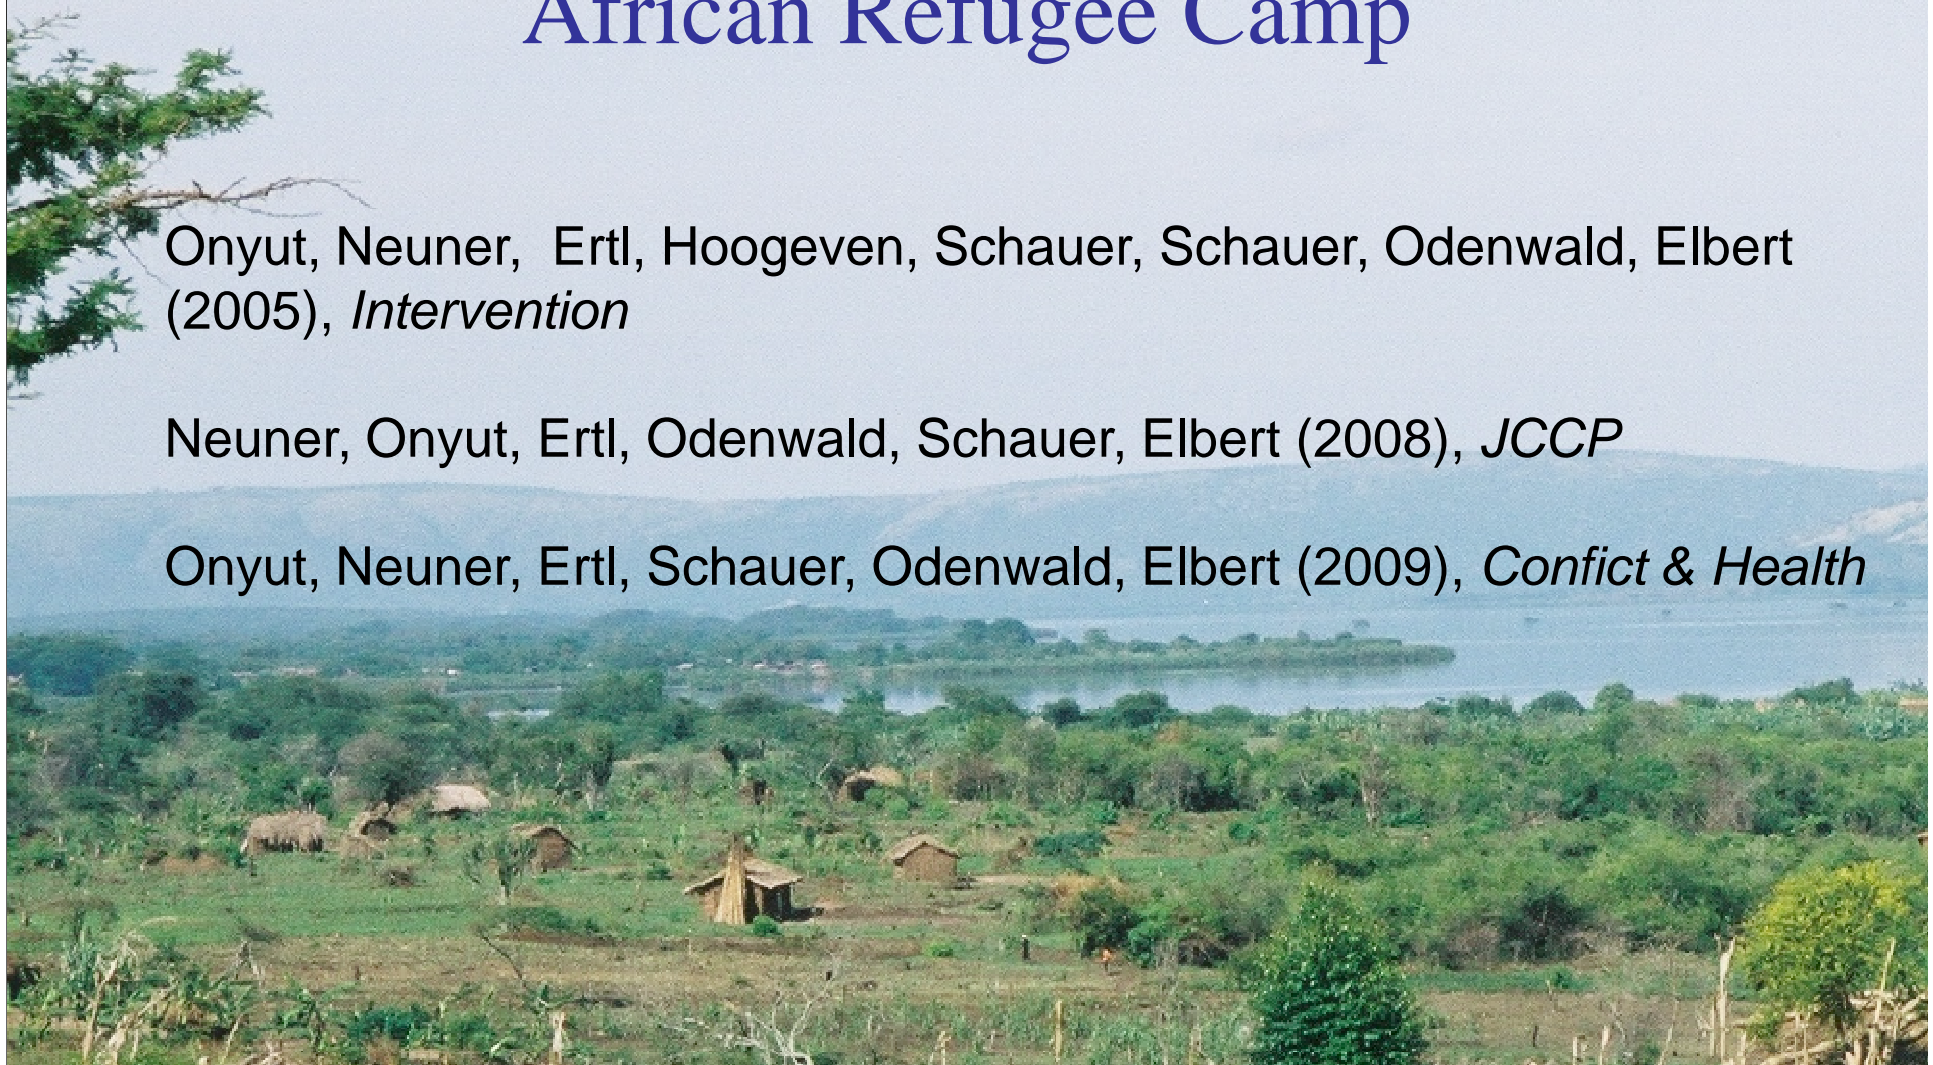 African Refugee Camp
Onyut, Neuner, Ertl, Hoogeven, Schauer, Schauer, Odenwald, Elbert
(2005), Intervention
Neuner, Onyut, Ertl, Odenwald, Schauer, Elbert (2008), JCCP
Onyut, Neuner, Ertl, Schauer, Odenwald, Elbert (2009), Confict & Health